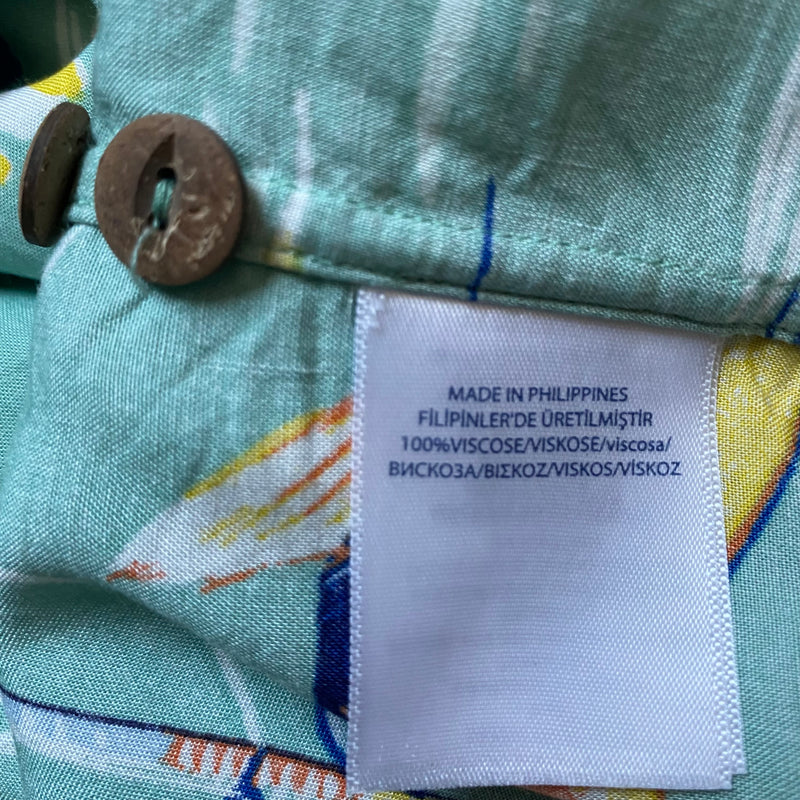 MADE IN PHILIPPINES
FİLİPİNLER'DE ÜRETİLMİŞTİR
100%VISCOSE/VISKOSE/viscosa/
ВИСКОЗА/ΒΙΣΚΟΖ/VISKOS/VİSKOZ